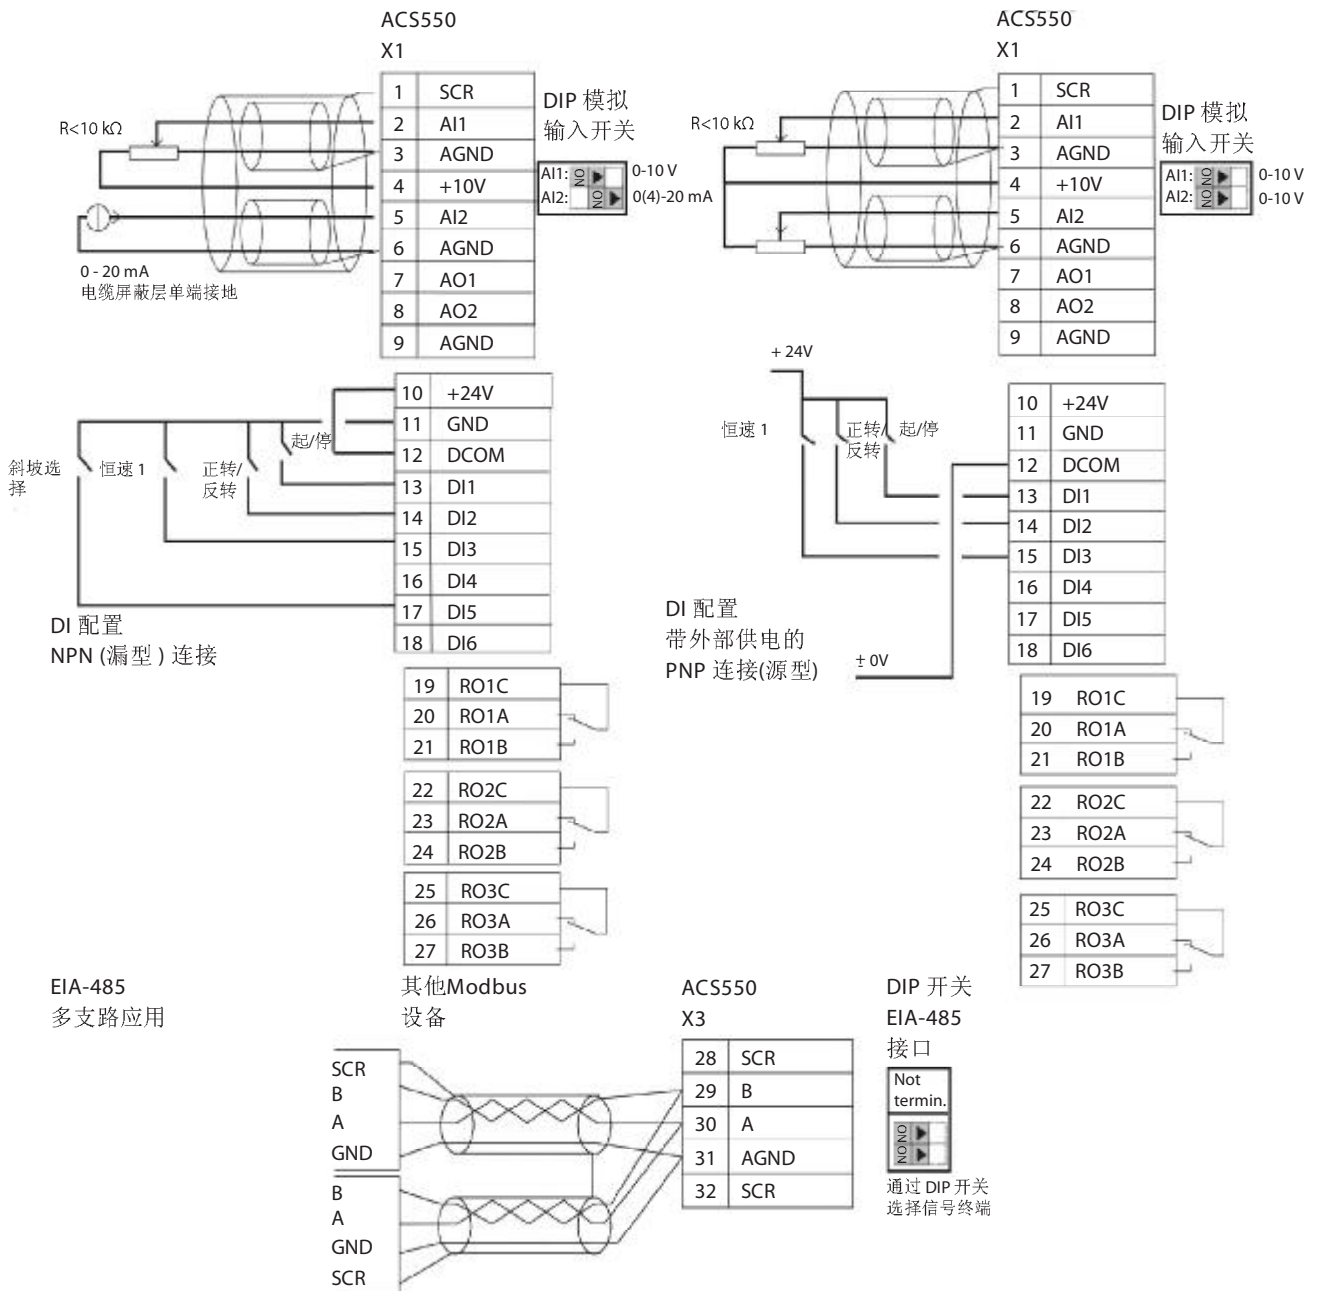 ACS550
X1
1 SCR
2 AI1
3 AGND
4 +10V
5 AI2
6 AGND
7 AO1
8 AO2
9 AGND
R<10 kΩ
0 - 20 mA
电缆屏蔽层单端接地
DIP 模拟
输入开关
AI1: ON 0-10 V
AI2: ON 0(4)-20 mA
10 +24V
11 GND
12 DCOM
13 DI1
14 DI2
15 DI3
16 DI4
17 DI5
18 DI6
斜坡选
择
恒速 1
正转/
反转
起/停
DI 配置
NPN (漏型 ) 连接
19 RO1C
20 RO1A
21 RO1B
22 RO2C
23 RO2A
24 RO2B
25 RO3C
26 RO3A
27 RO3B
ACS550
X1
1 SCR
2 AI1
3 AGND
4 +10V
5 AI2
6 AGND
7 AO1
8 AO2
9 AGND
R<10 kΩ
DIP 模拟
输入开关
AI1: ON 0-10 V
AI2: ON 0-10 V
+ 24V
恒速 1
正转/
反转
起/停
10 +24V
11 GND
12 DCOM
13 DI1
14 DI2
15 DI3
16 DI4
17 DI5
18 DI6
DI 配置
带外部供电的
PNP 连接(源型)
± 0V
19 RO1C
20 RO1A
21 RO1B
22 RO2C
23 RO2A
24 RO2B
25 RO3C
26 RO3A
27 RO3B
EIA-485
多支路应用
其他Modbus
设备
SCR
B
A
GND
B
A
GND
SCR
ACS550
X3
28 SCR
29 B
30 A
31 AGND
32 SCR
DIP 开关
EIA-485
接口
Not
termin.
ON
ON
通过 DIP 开关
选择信号终端